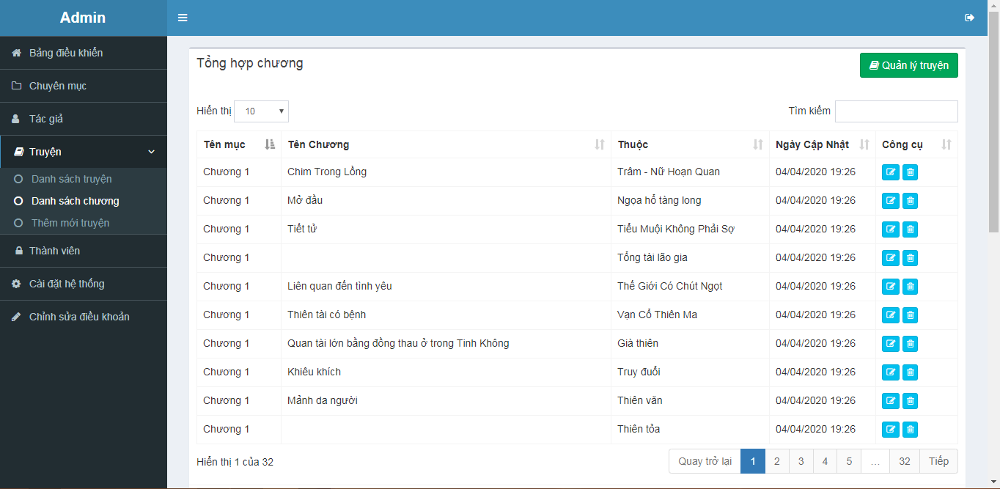 Admin
Bảng điều khiển
Chuyên mục
Tác giả
Truyện
Danh sách truyện
Danh sách chương
Thêm mới truyện
Thành viên
Cài đặt hệ thống
Chỉnh sửa điều khoản
Tổng hợp chương
Quản lý truyện
Hiển thị 10
Tìm kiếm
Tên mục Tên Chương Thuộc Ngày Cập Nhật Công cụ
Chương 1 Chim Trong Lồng Trâm - Nữ Hoạn Quan 04/04/2020 19:26
Chương 1 Mở đầu Ngọa hổ tàng long 04/04/2020 19:26
Chương 1 Tiết tử Tiểu Muội Không Phải Sợ 04/04/2020 19:26
Chương 1 Tổng tài lão gia 04/04/2020 19:26
Chương 1 Liên quan đến tình yêu Thế Giới Có Chút Ngọt 04/04/2020 19:26
Chương 1 Thiên tài có bệnh Vạn Cổ Thiên Ma 04/04/2020 19:26
Chương 1 Quan tài lớn bằng đồng thau ở trong Tinh Không Già thiên 04/04/2020 19:26
Chương 1 Khiêu khích Truy đuổi 04/04/2020 19:26
Chương 1 Mảnh da người Thiên văn 04/04/2020 19:26
Chương 1 Thiên tỏa 04/04/2020 19:26
Hiển thị 1 của 32
Quay trở lại 1 2 3 4 5 … 32 Tiếp